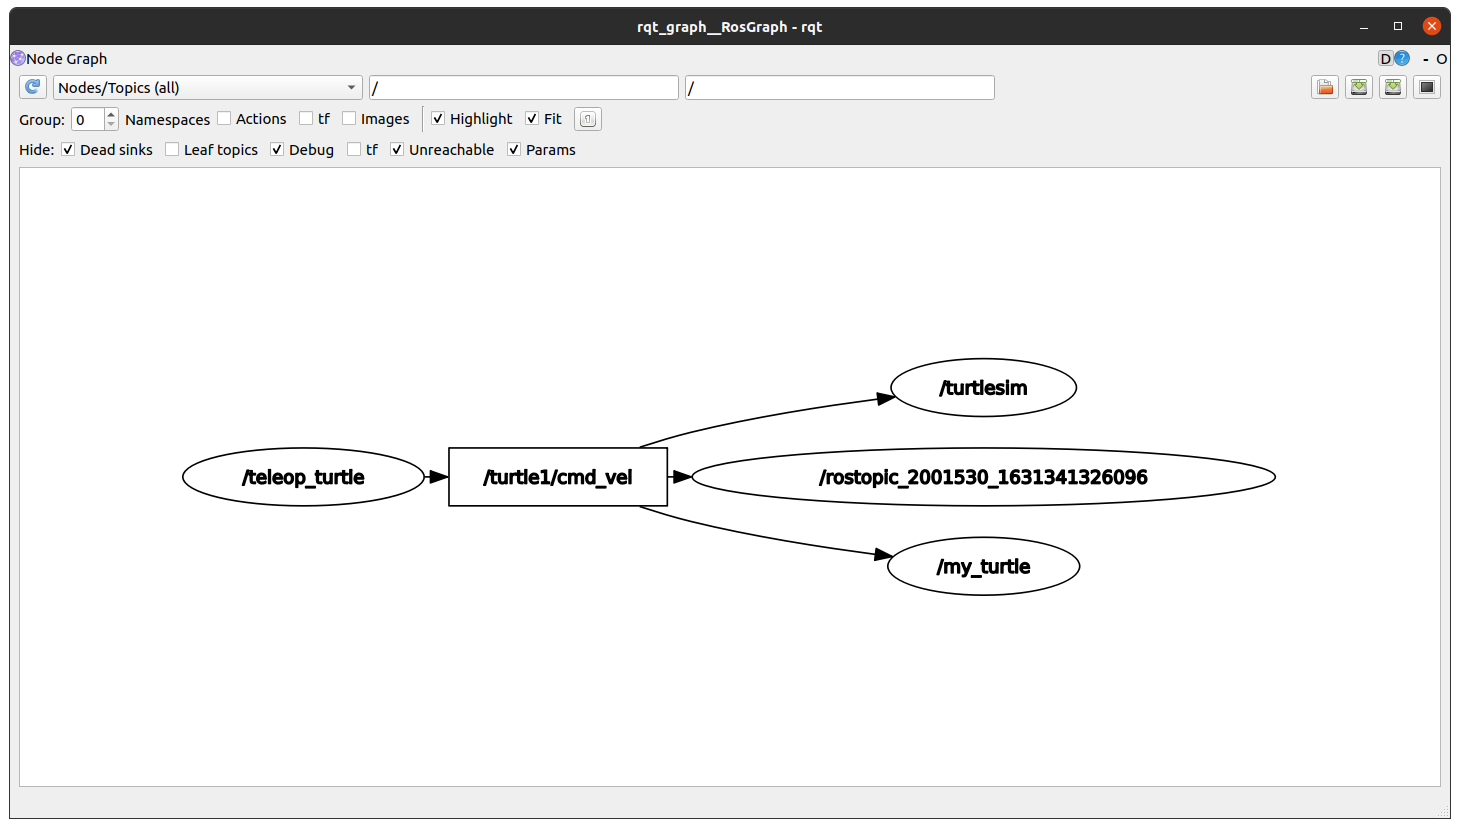 rqt_graph__RosGraph - rqt
Node Graph D ? - O
Nodes/Topics (all) / /
Group: 0 Namespaces Actions tf Images Highlight Fit
Hide: Dead sinks Leaf topics Debug tf Unreachable Params
/turtlesim
/teleop_turtle /turtle1/cmd_vel /rostopic_2001530_1631341326096
/my_turtle